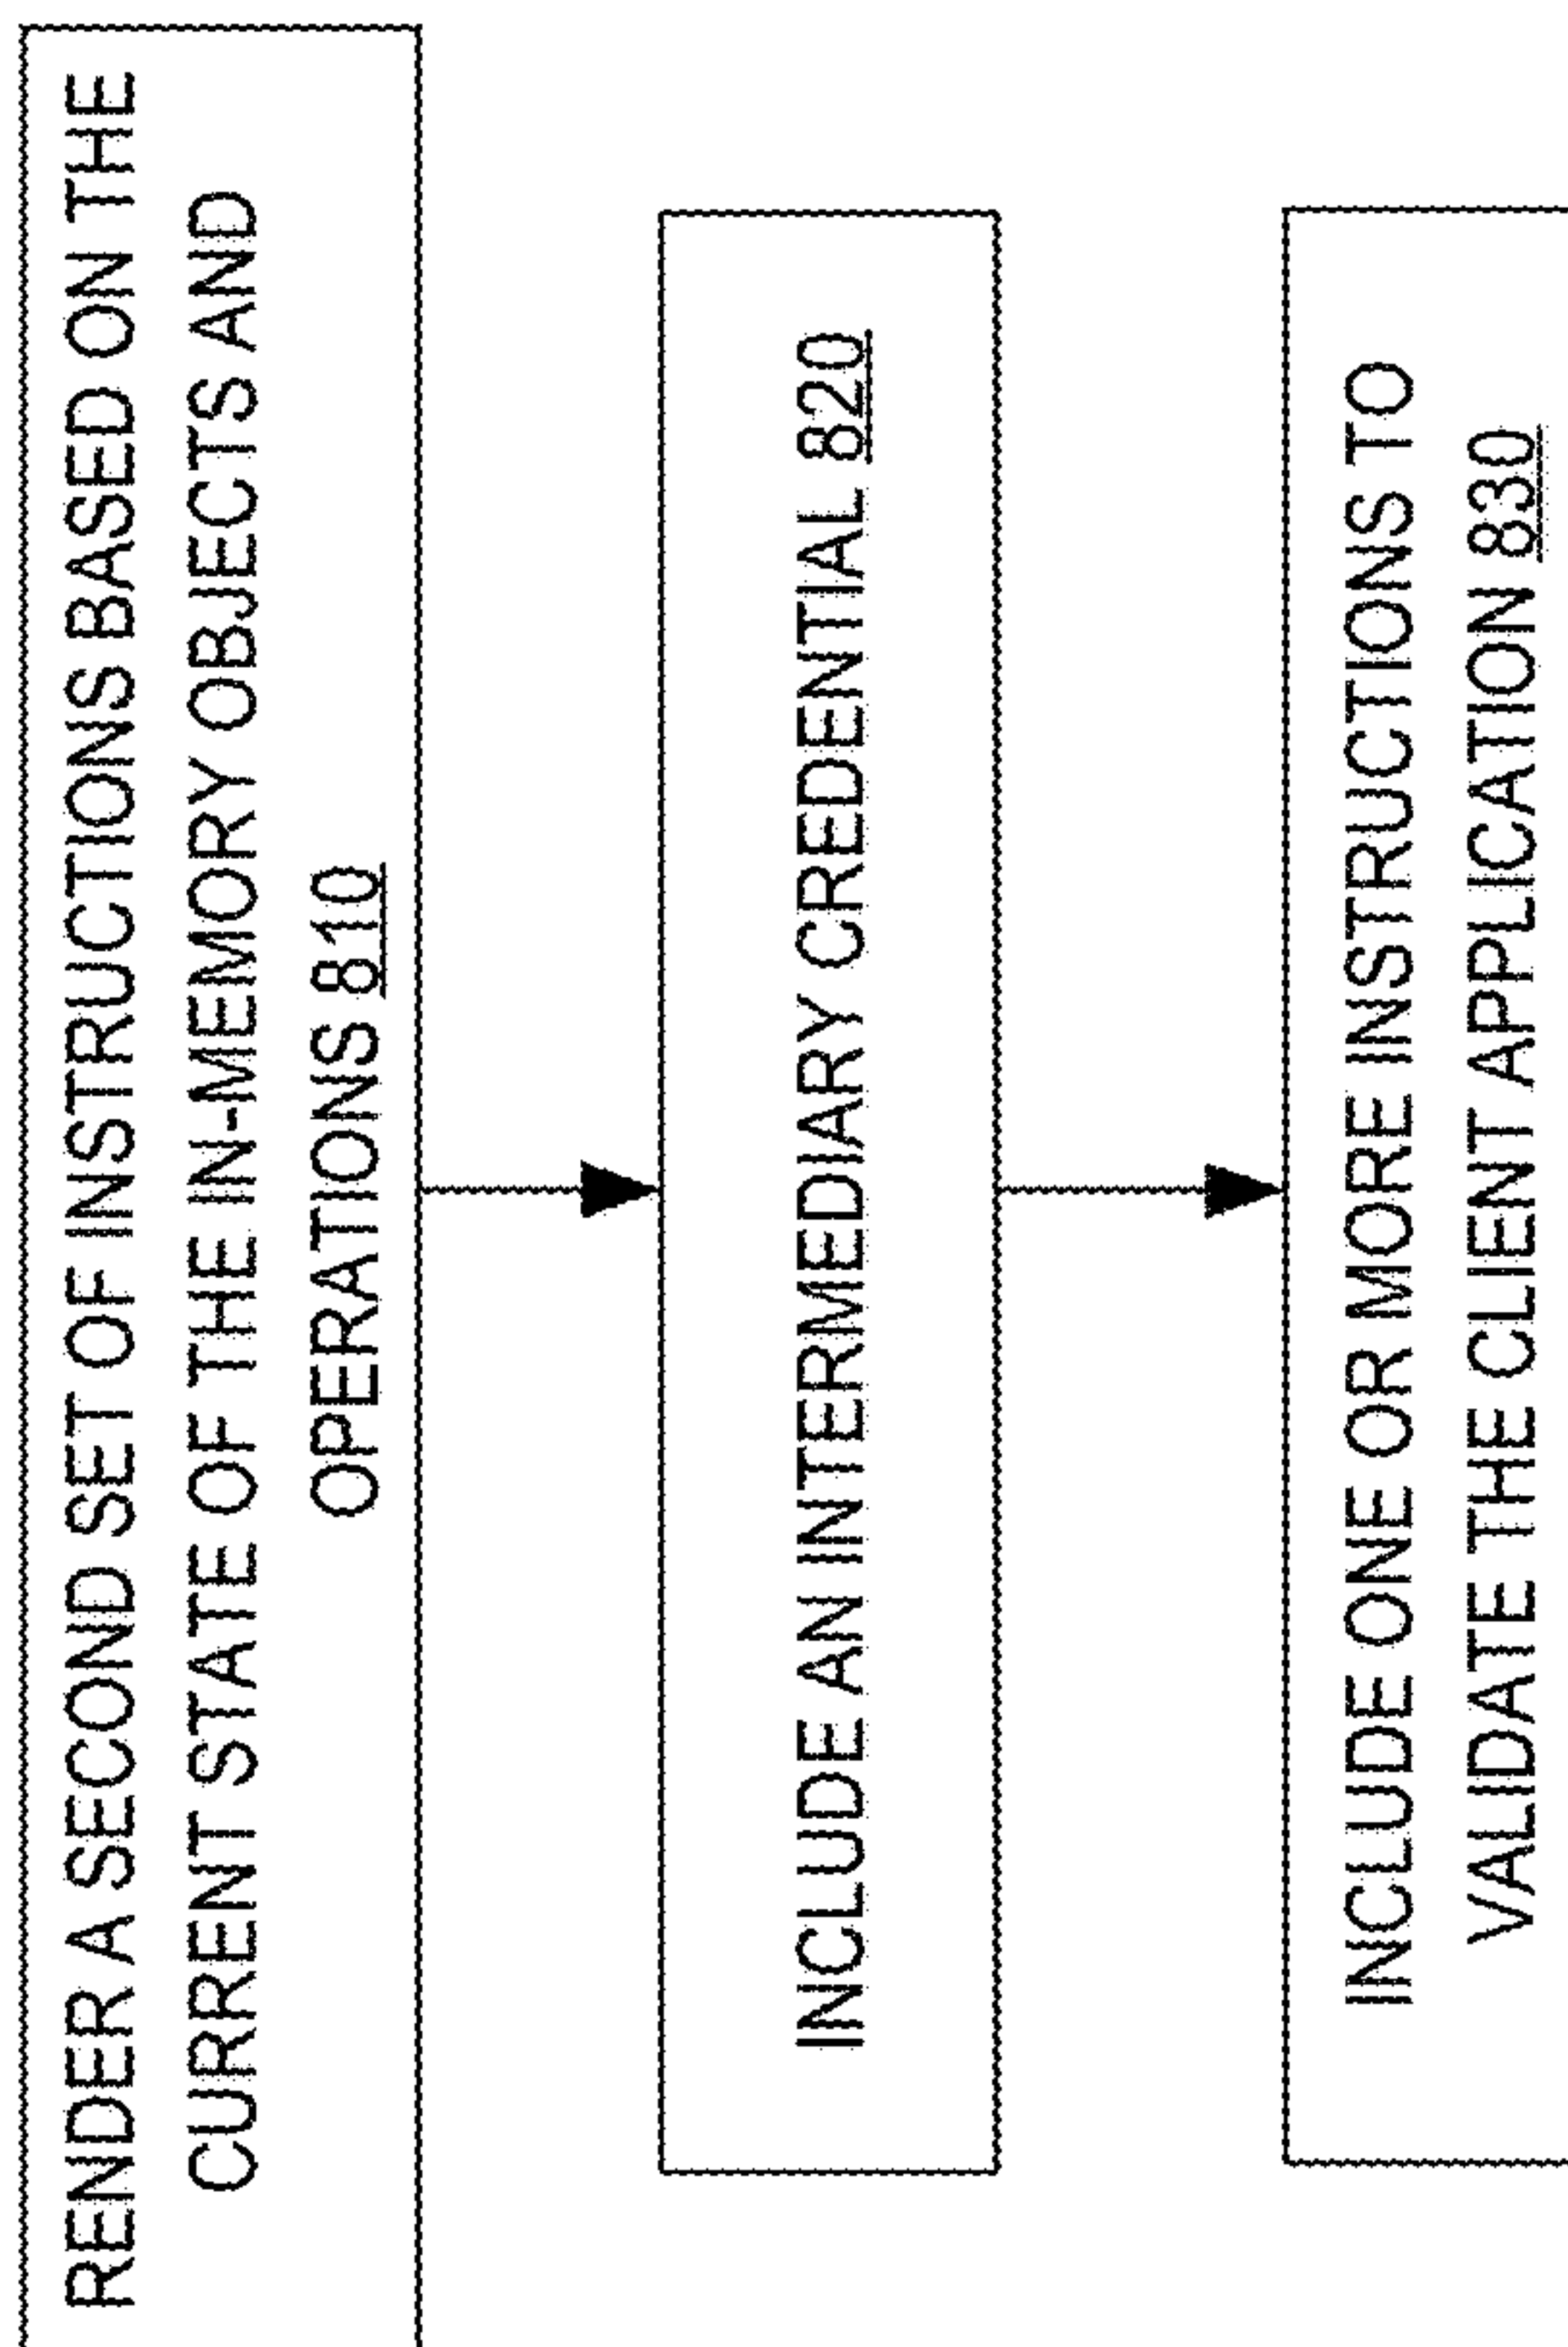 RENDER A SECOND SET OF INSTRUCTIONS BASED ON THE
CURRENT STATE OF THE IN-MEMORY OBJECTS AND
OPERATIONS 810
INCLUDE AN INTERMEDIARY CREDENTIAL 820
INCLUDE ONE OR MORE INSTRUCTIONS TO
VALIDATE THE CLIENT APPLICATION 830